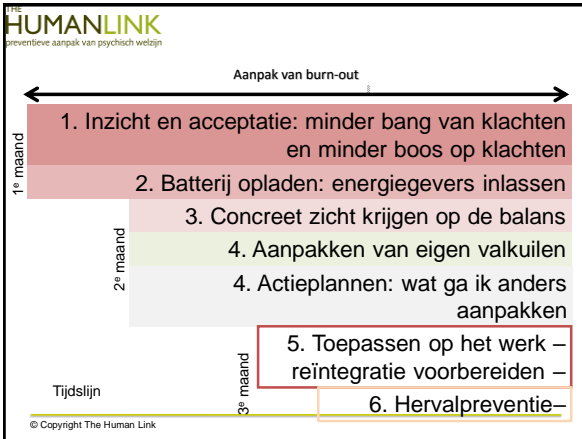 THE
HUMANLINK
preventieve aanpak van psychisch welzijn
Aanpak van burn-out
1e maand
1. Inzicht en acceptatie: minder bang van klachten
en minder boos op klachten
2. Batterij opladen: energiegevers inlassen
2e maand
3. Concreet zicht krijgen op de balans
4. Aanpakken van eigen valkuilen
4. Actieplannen: wat ga ik anders
aanpakken
3e maand
5. Toepassen op het werk –
reïntegratie voorbereiden –
6. Hervalpreventie–
Tijdslijn
© Copyright The Human Link